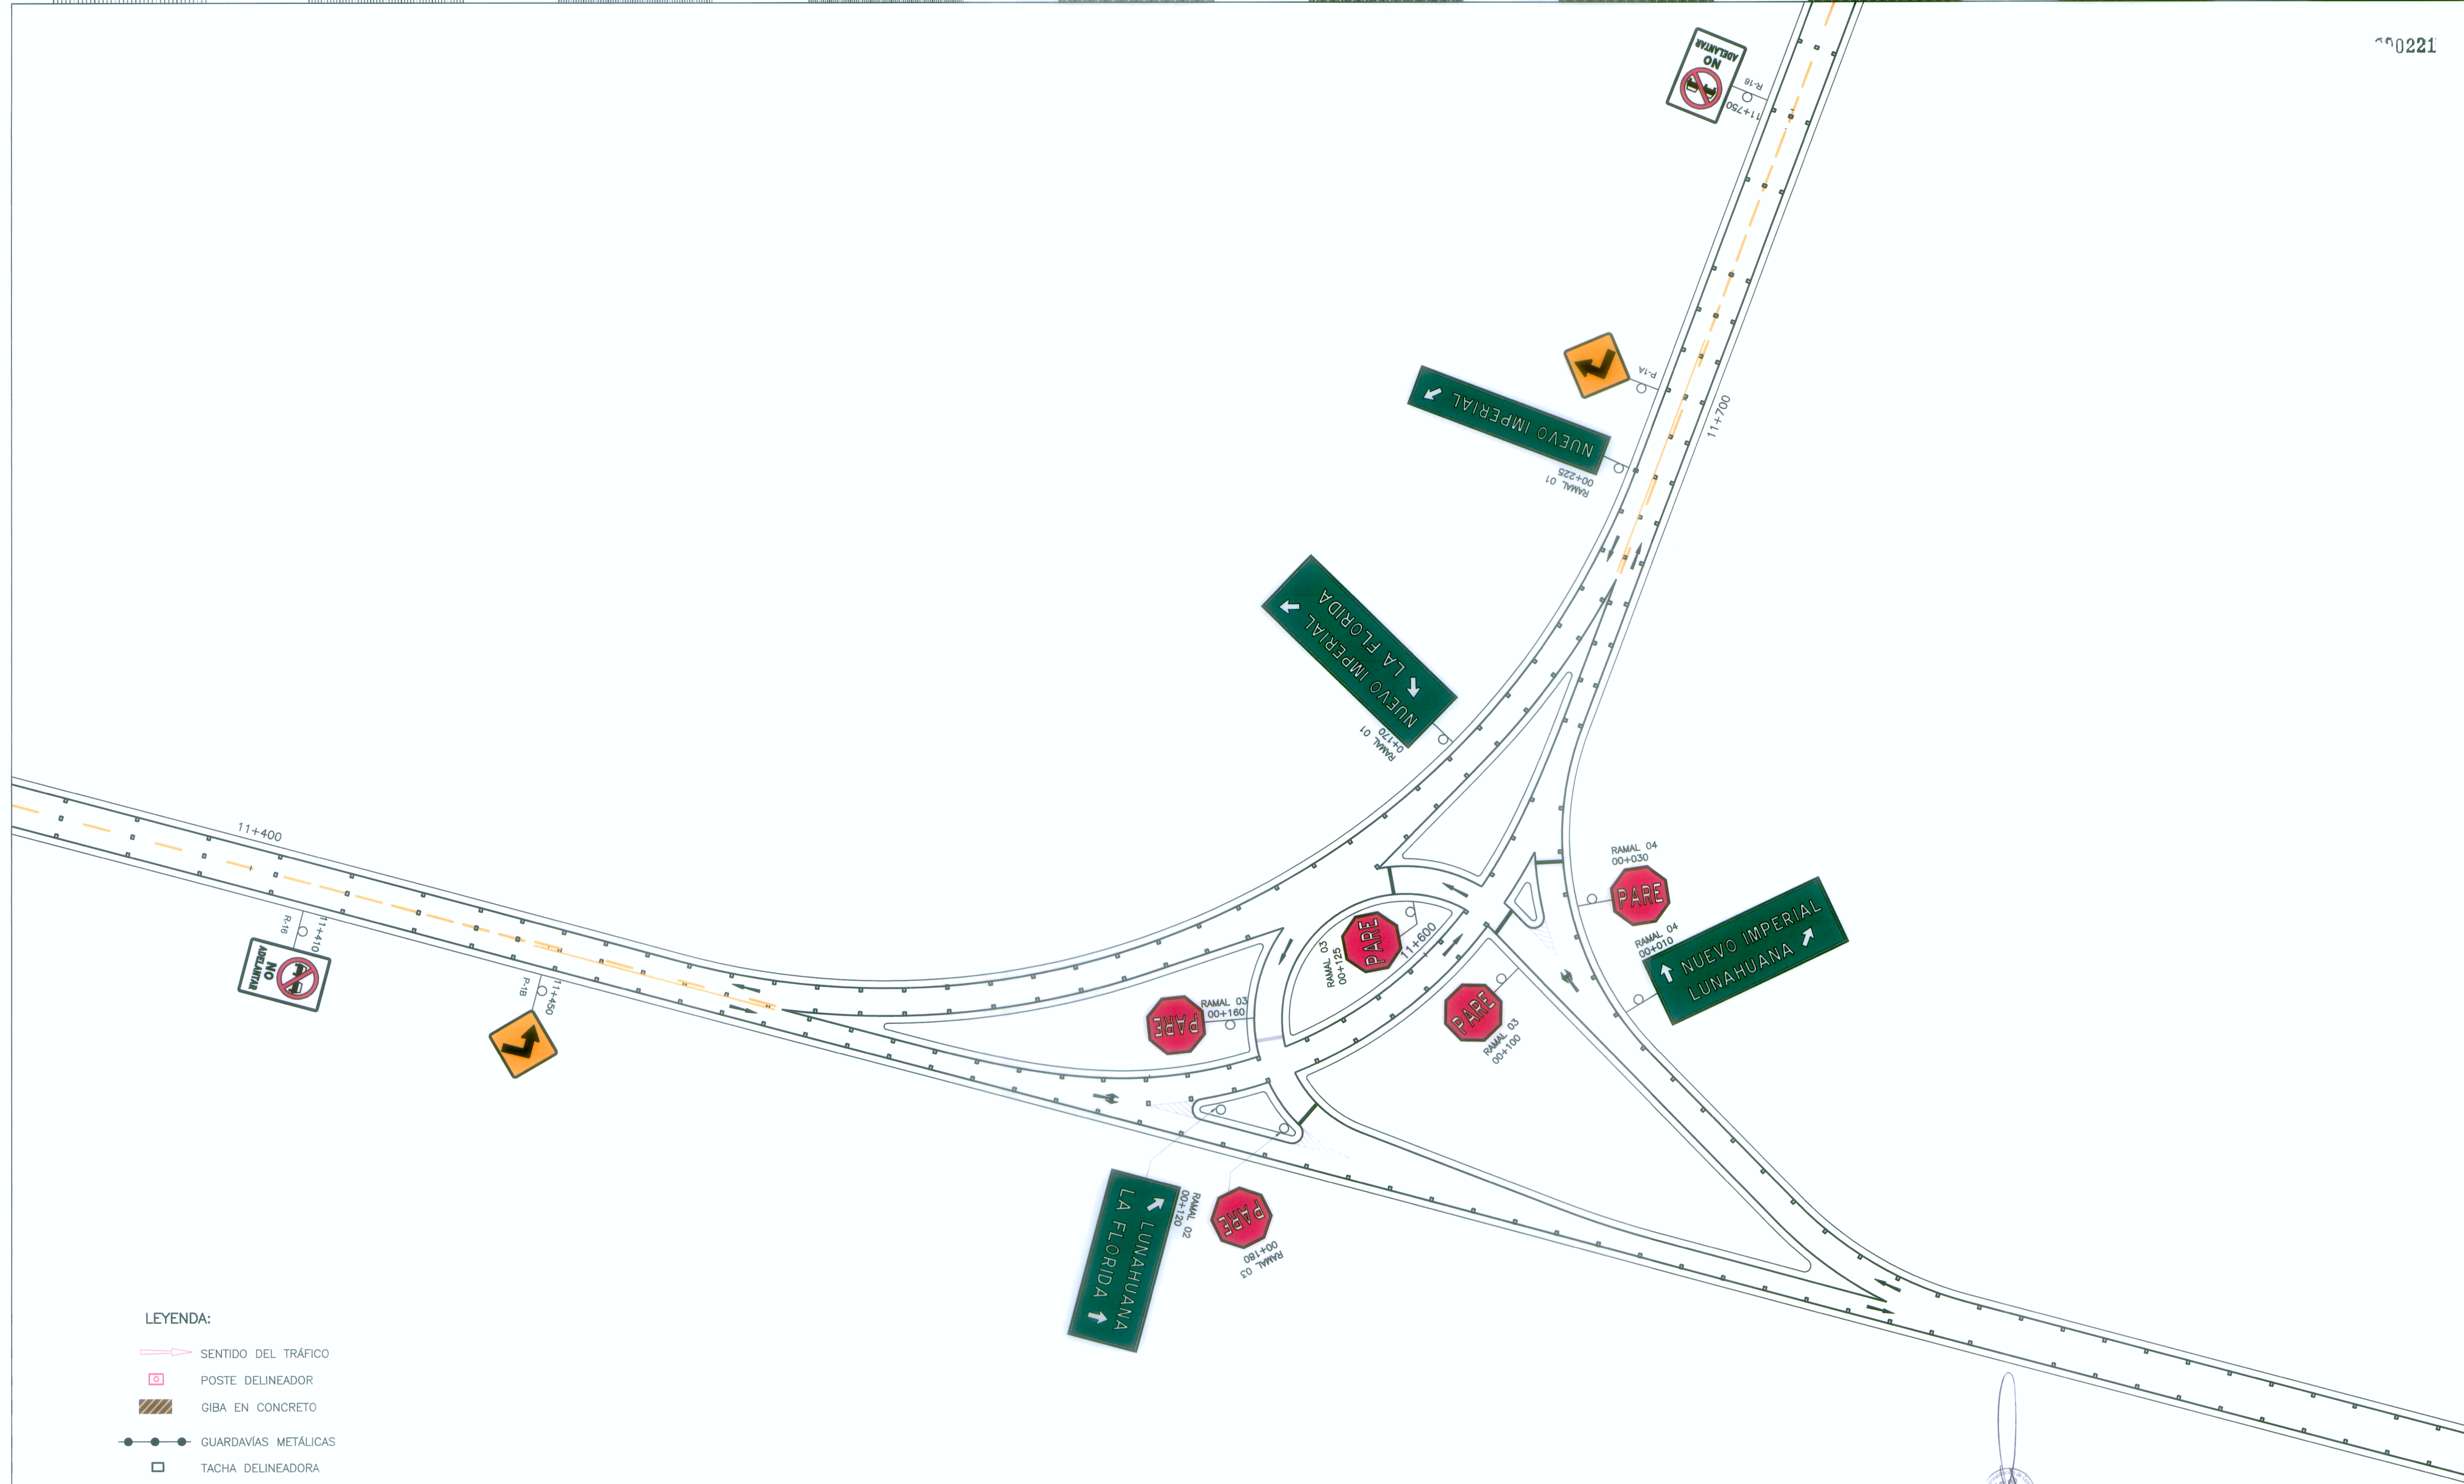 0221
NO
ADELANTAR
R-16
11+750
P-1A
11+700
NUEVO IMPERIAL
RAMAL 01
00+225
NUEVO IMPERIAL
LA FLORIDA
RAMAL 01
0+170
11+400
R-16
11+410
NO
ADELANTAR
P-1B
11+450
RAMAL 04
00+030
PARE
RAMAL 04
00+010
NUEVO IMPERIAL
LUNAHUANA
PARE
11+600
RAMAL 03
00+125
PARE
RAMAL 03
00+160
PARE
RAMAL 03
00+100
LUNAHUANA
LA FLORIDA
RAMAL 02
00+120
PARE
RAMAL 03
00+180
LEYENDA:
SENTIDO DEL TRÁFICO
POSTE DELINEADOR
GIBA EN CONCRETO
GUARDAVÍAS METÁLICAS
TACHA DELINEADORA